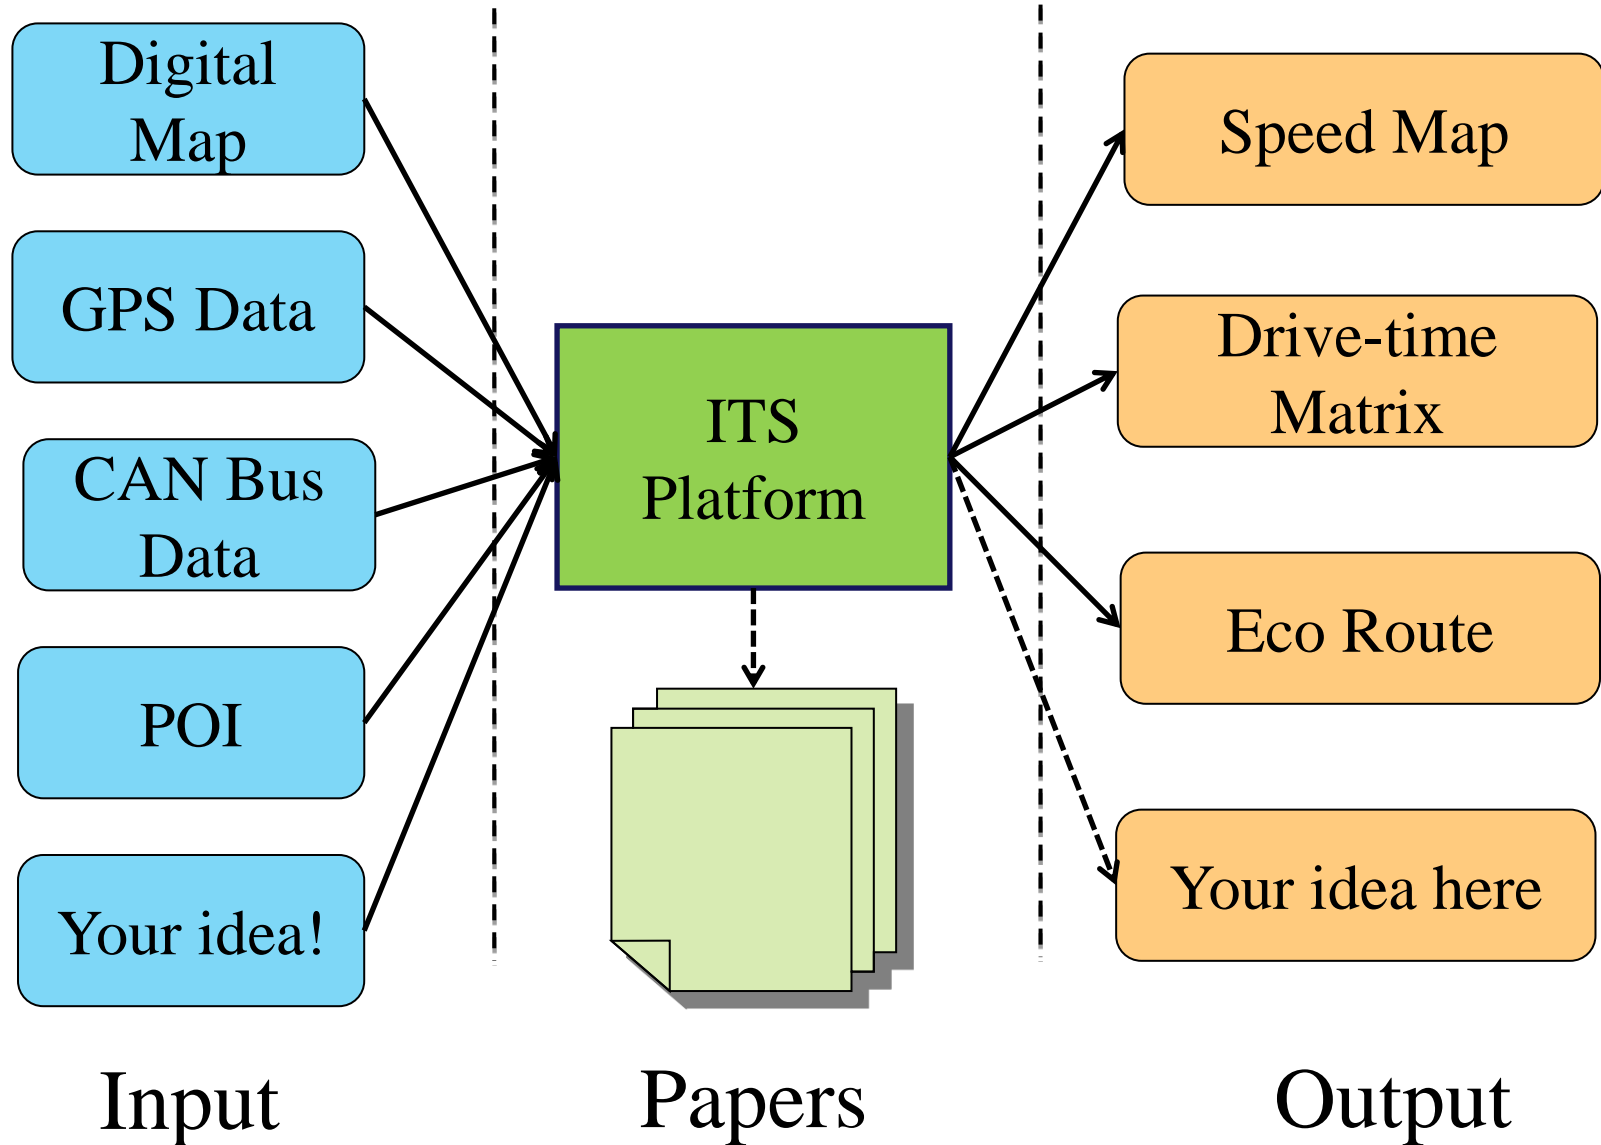 Digital
Map
GPS Data
CAN Bus
Data
POI
Your idea!
Input
ITS
Platform
Papers
Speed Map
Drive-time
Matrix
Eco Route
Your idea here
Output